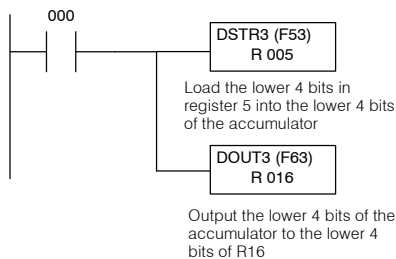 000
DSTR3 (F53)
R 005
Load the lower 4 bits in
register 5 into the lower 4 bits
of the accumulator
DOUT3 (F63)
R 016
Output the lower 4 bits of the
accumulator to the lower 4
bits of R16